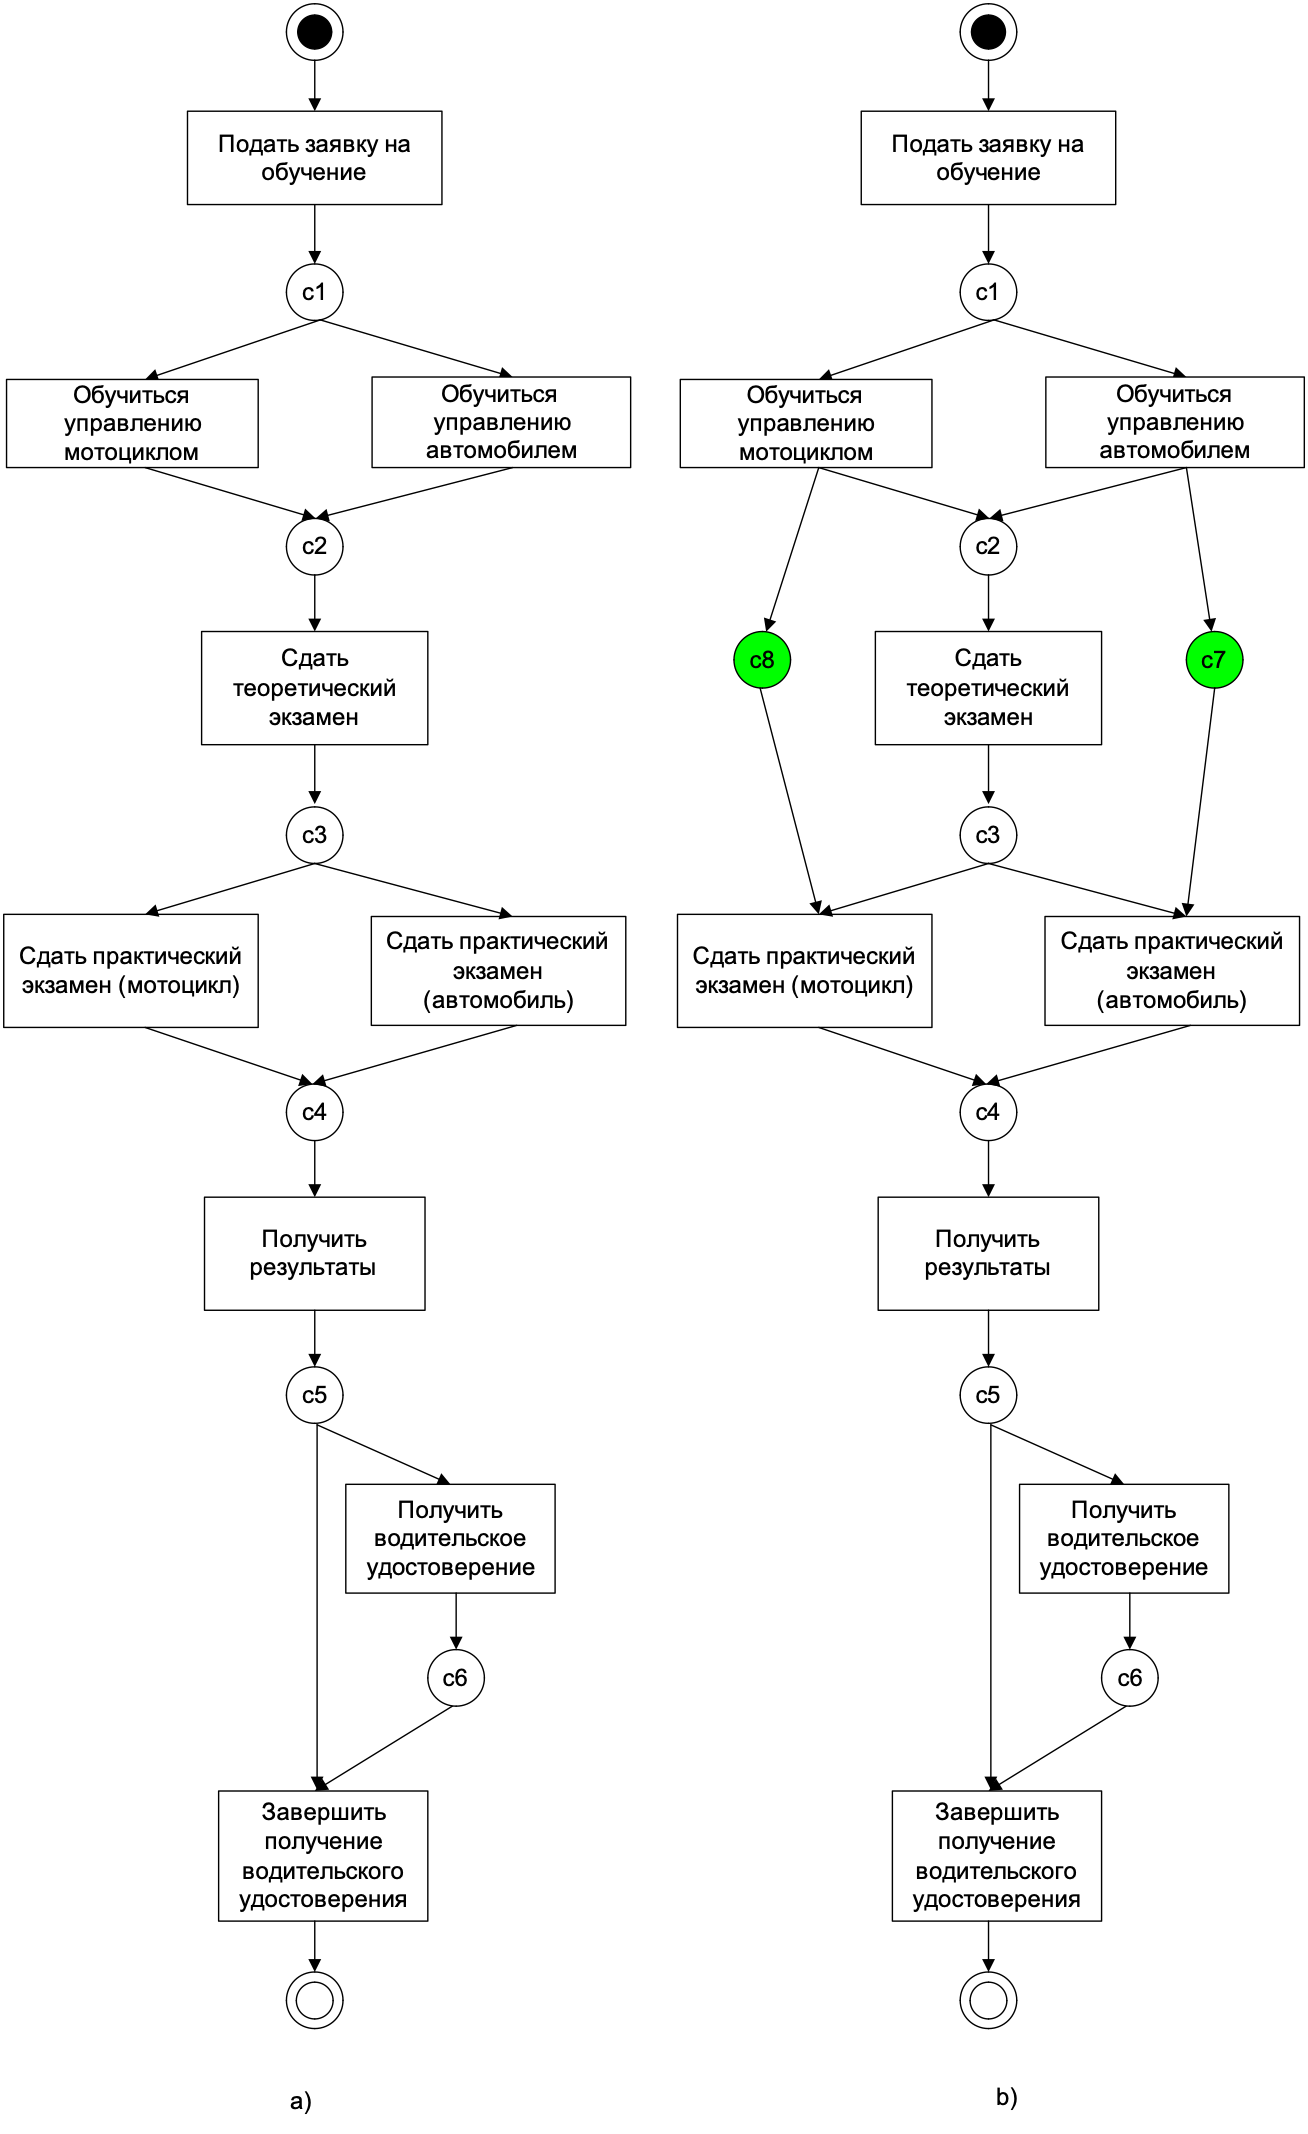 Подать заявку на
обучение
c1
Обучиться
управлению
мотоциклом
Обучиться
управлению
автомобилем
c2
Сдать
теоретический
экзамен
c3
Сдать практический
экзамен (мотоцикл)
Сдать практический
экзамен
(автомобиль)
c4
Получить
результаты
c5
Получить
водительское
удостоверение
c6
Завершить
получение
водительского
удостоверения
a)
Подать заявку на
обучение
c1
Обучиться
управлению
мотоциклом
Обучиться
управлению
автомобилем
c2
c8
Сдать
теоретический
экзамен
c7
c3
Сдать практический
экзамен (мотоцикл)
Сдать практический
экзамен
(автомобиль)
c4
Получить
результаты
c5
Получить
водительское
удостоверение
c6
Завершить
получение
водительского
удостоверения
b)